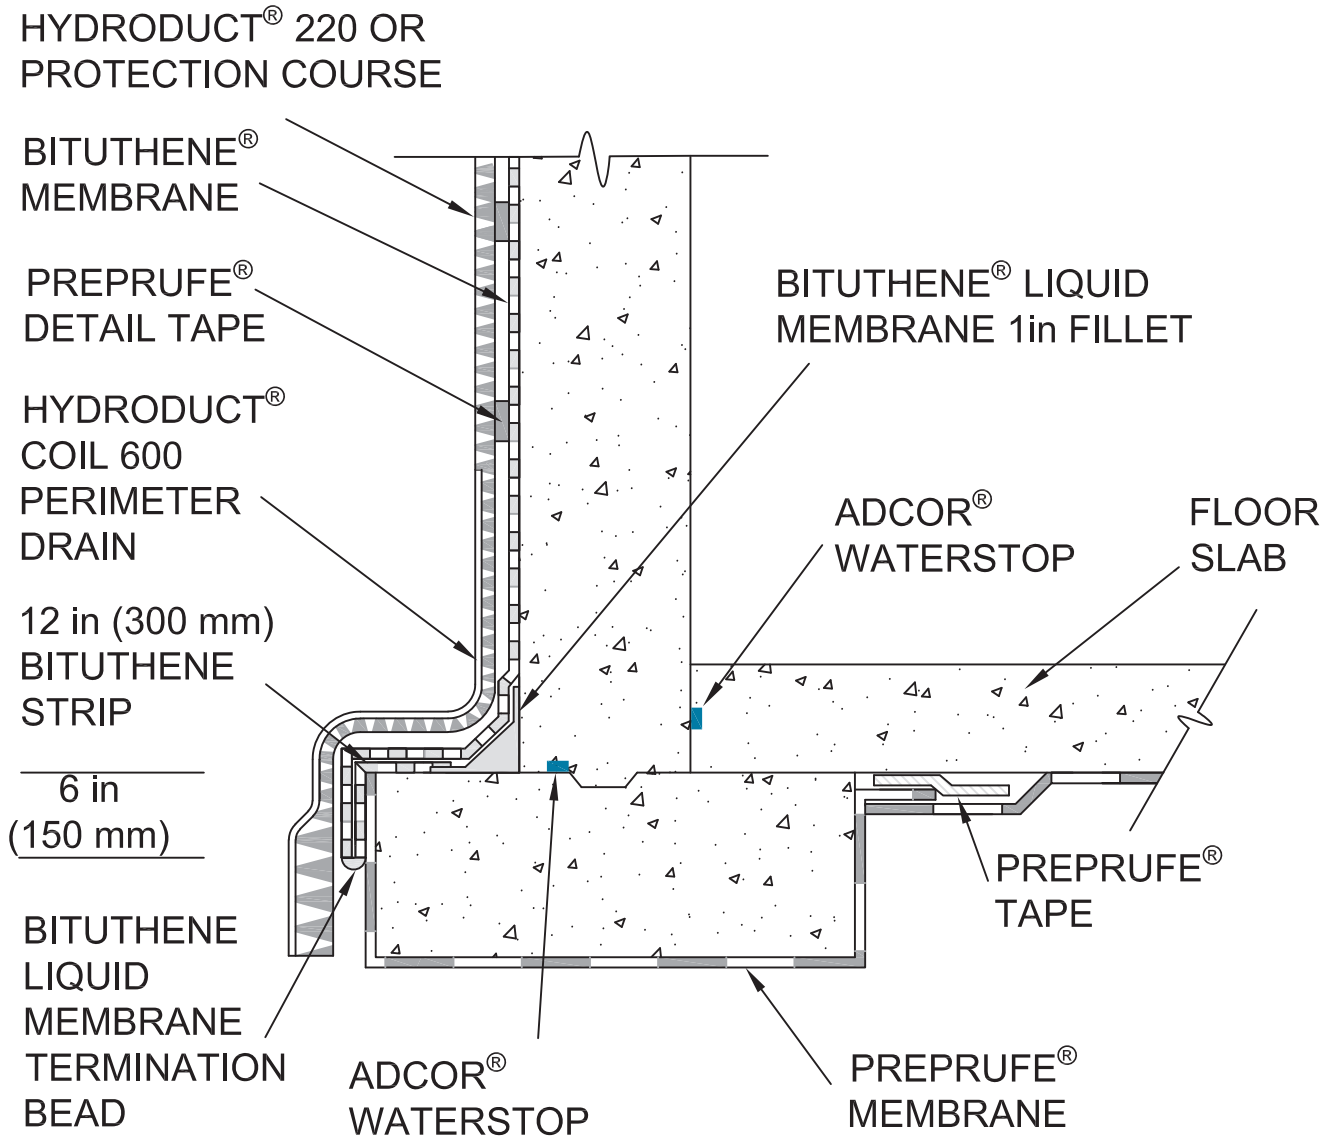 HYDRODUCT® 220 OR
PROTECTION COURSE
BITUTHENE®
MEMBRANE
PREPRUFE®
DETAIL TAPE
HYDRODUCT®
COIL 600
PERIMETER
DRAIN
12 in (300 mm)
BITUTHENE
STRIP
6 in
(150 mm)
BITUTHENE
LIQUID
MEMBRANE
TERMINATION
BEAD
ADCOR®
WATERSTOP
BITUTHENE® LIQUID
MEMBRANE 1in FILLET
ADCOR®
WATERSTOP
FLOOR
SLAB
PREPRUFE®
TAPE
PREPRUFE®
MEMBRANE